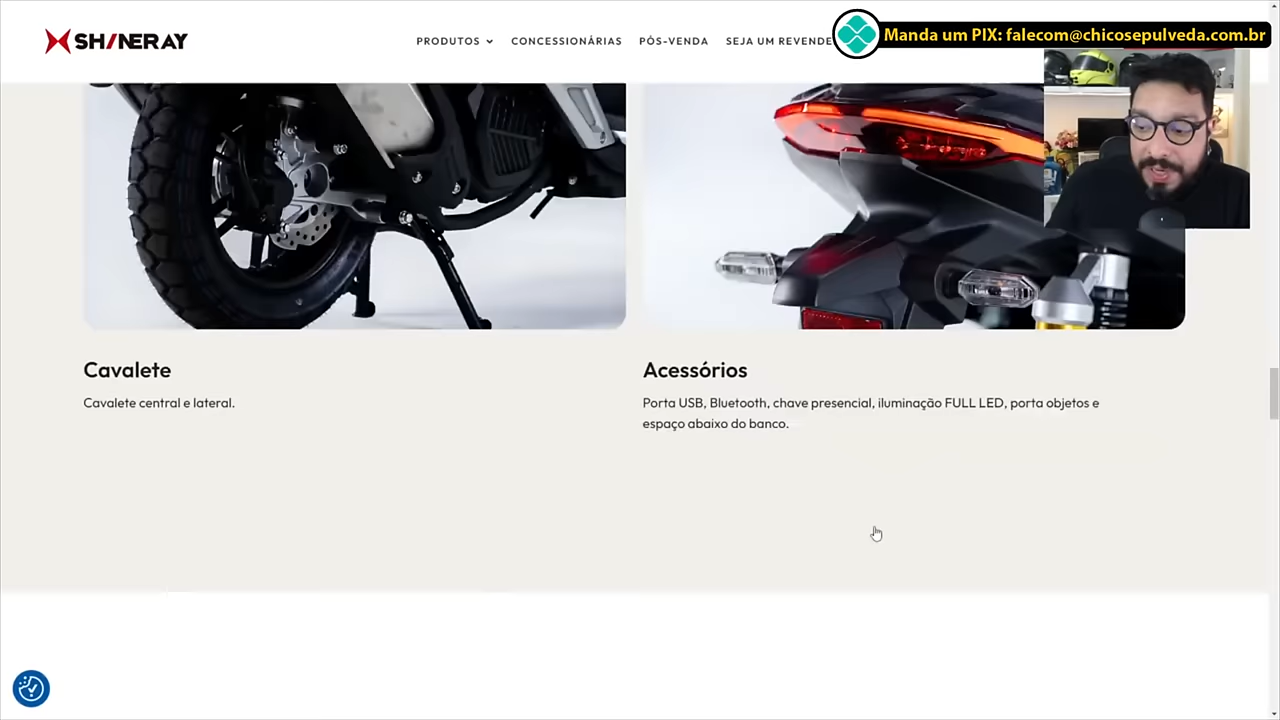 SHINERAY
PRODUTOS
CONCESSIONÁRIAS
PÓS-VENDA
SEJA UM REVENDE
Manda um PIX: falecom@chicosepulveda.com.br
Cavalete
Cavalete central e lateral.
Acessórios
Porta USB, Bluetooth, chave presencial, iluminação FULL LED, porta objetos e
espaço abaixo do banco.